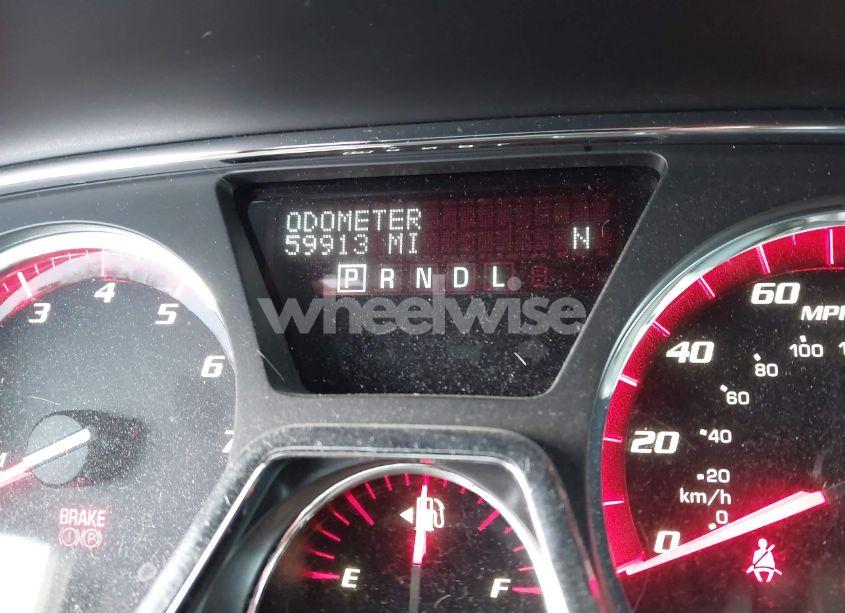 ODOMETER
59913 MI N
P R N D L
wheelwise
3 4 5 6 7
BRAKE
P
E F
0 20 40 60
MPH
0 20 40 60 80 100
km/h